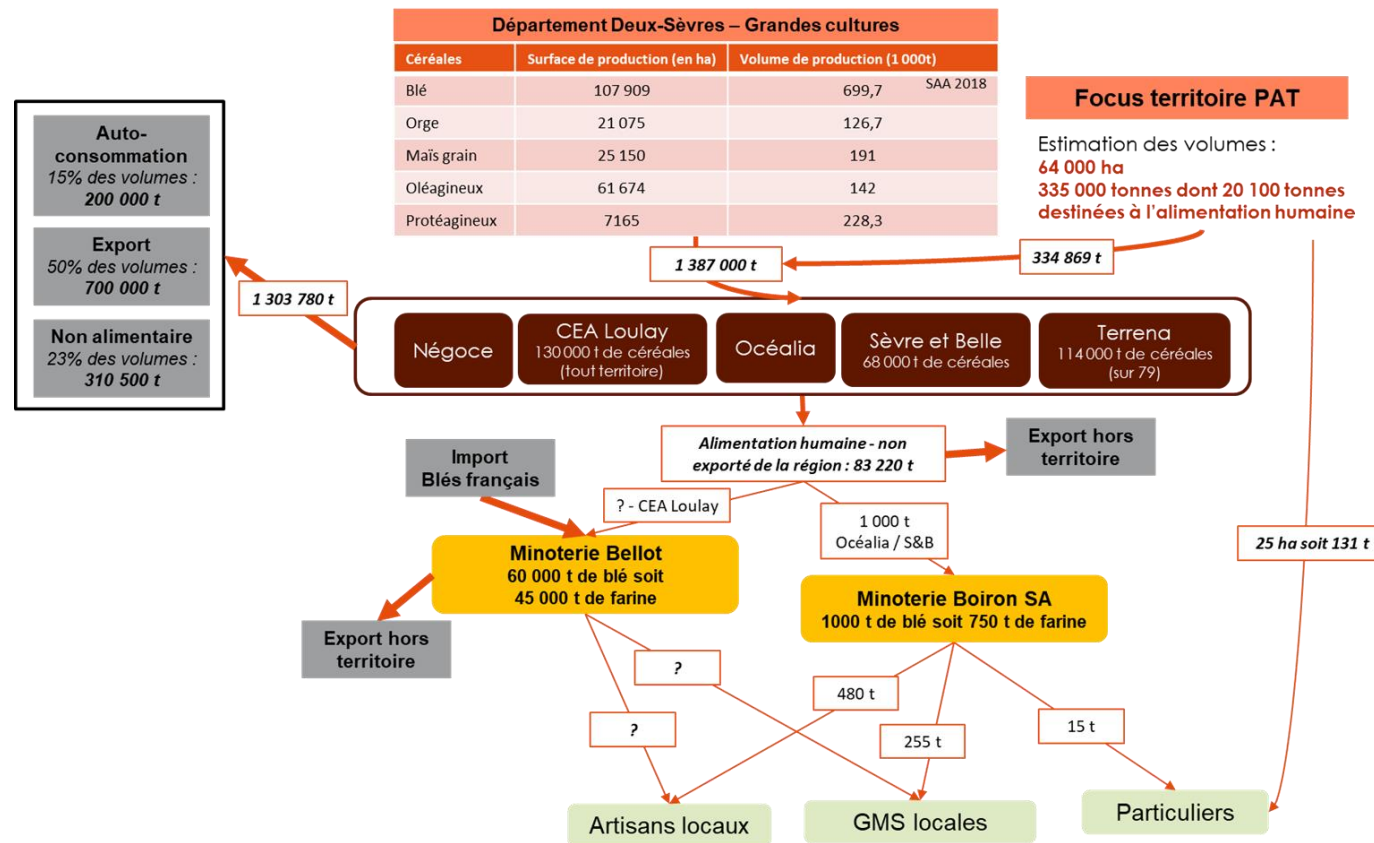 Département Deux-Sèvres – Grandes cultures
Céréales Surface de production (en ha) Volume de production (1 000t)
Blé 107 909 699,7 SAA 2018
Orge 21 075 126,7
Maïs grain 25 150 191
Oléagineux 61 674 142
Protéagineux 7165 228,3
Focus territoire PAT
Estimation des volumes :
64 000 ha
335 000 tonnes dont 20 100 tonnes
destinées à l'alimentation humaine
Auto-
consommation
15% des volumes :
200 000 t
Export
50% des volumes :
700 000 t
Non alimentaire
23% des volumes :
310 500 t
1 387 000 t
334 869 t
1 303 780 t
Négoce
CEA Loulay
130 000 t de céréales
(tout territoire)
Océalia
Sèvre et Belle
68 000 t de céréales
Terrena
114 000 t de céréales
(sur 79)
Alimentation humaine - non
exporté de la région : 83 220 t
Export hors
territoire
Import
Blés français
? - CEA Loulay
1 000 t
Océalia / S&B
25 ha soit 131 t
Minoterie Bellot
60 000 t de blé soit
45 000 t de farine
Minoterie Boiron SA
1000 t de blé soit 750 t de farine
Export hors
territoire
?
?
480 t
255 t
15 t
Artisans locaux
GMS locales
Particuliers